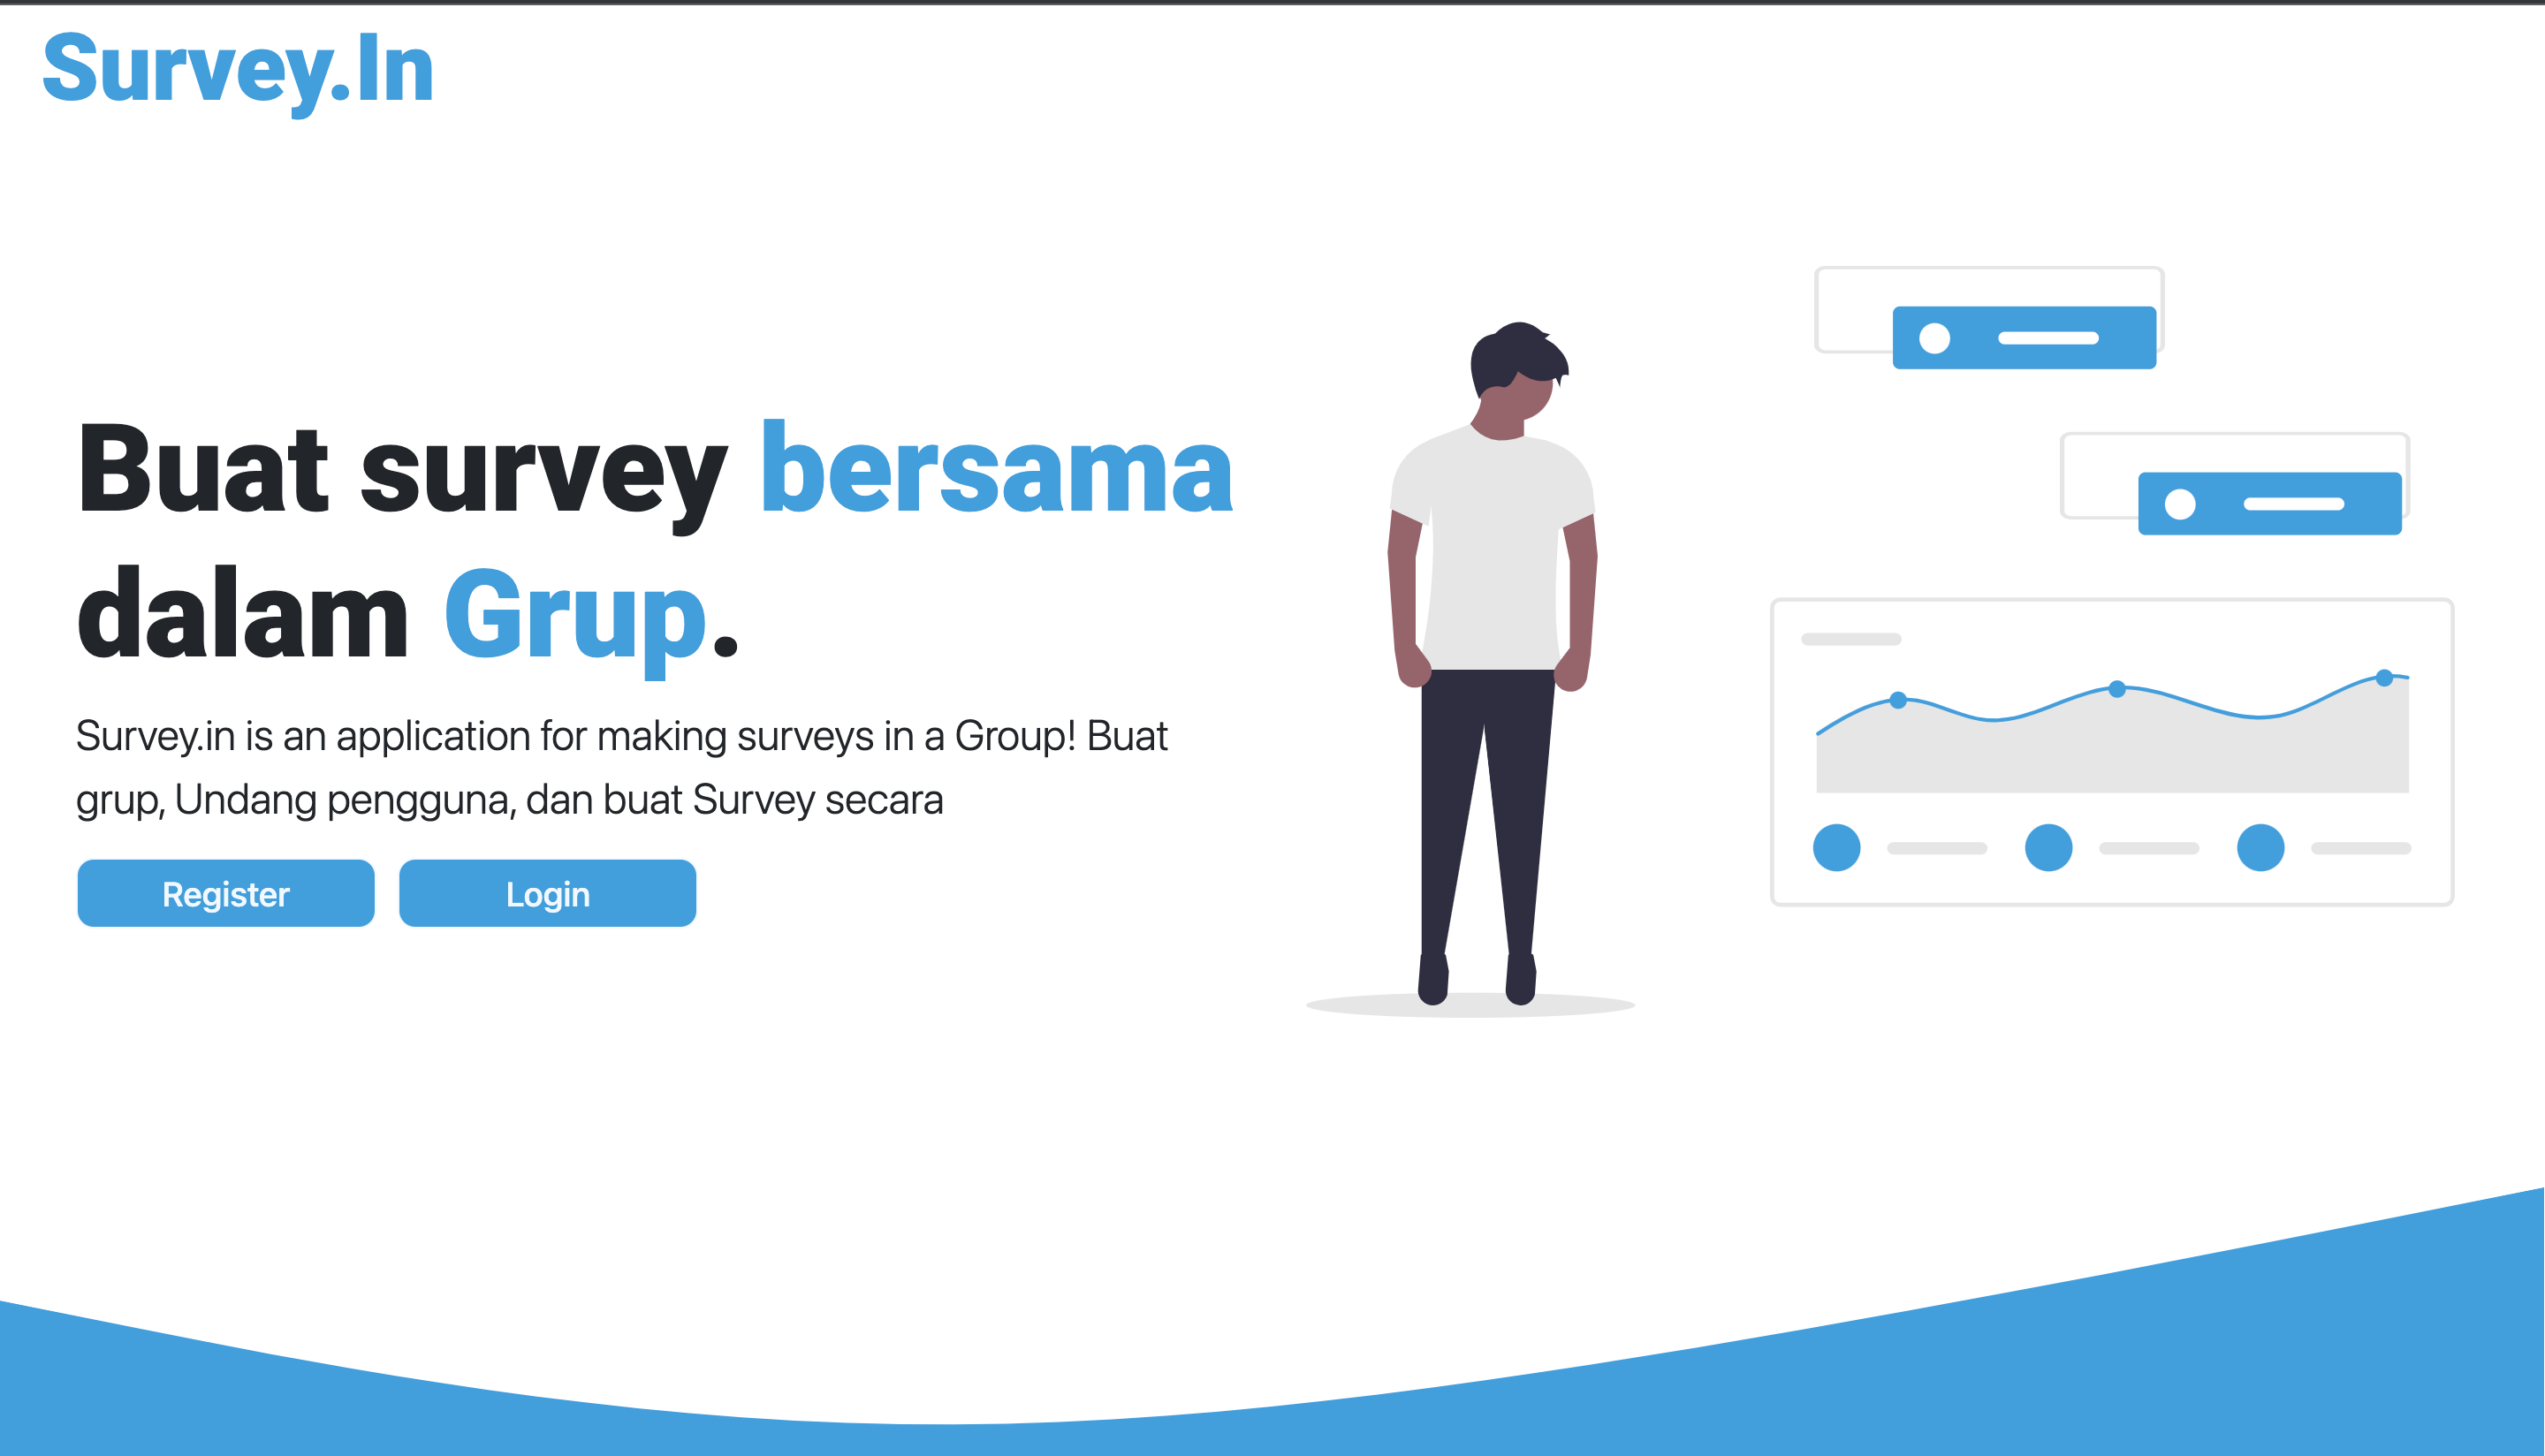 Survey.In
Buat survey bersama
dalam Grup.
Survey.in is an application for making surveys in a Group! Buat
grup, Undang pengguna, dan buat Survey secara
Register
Login